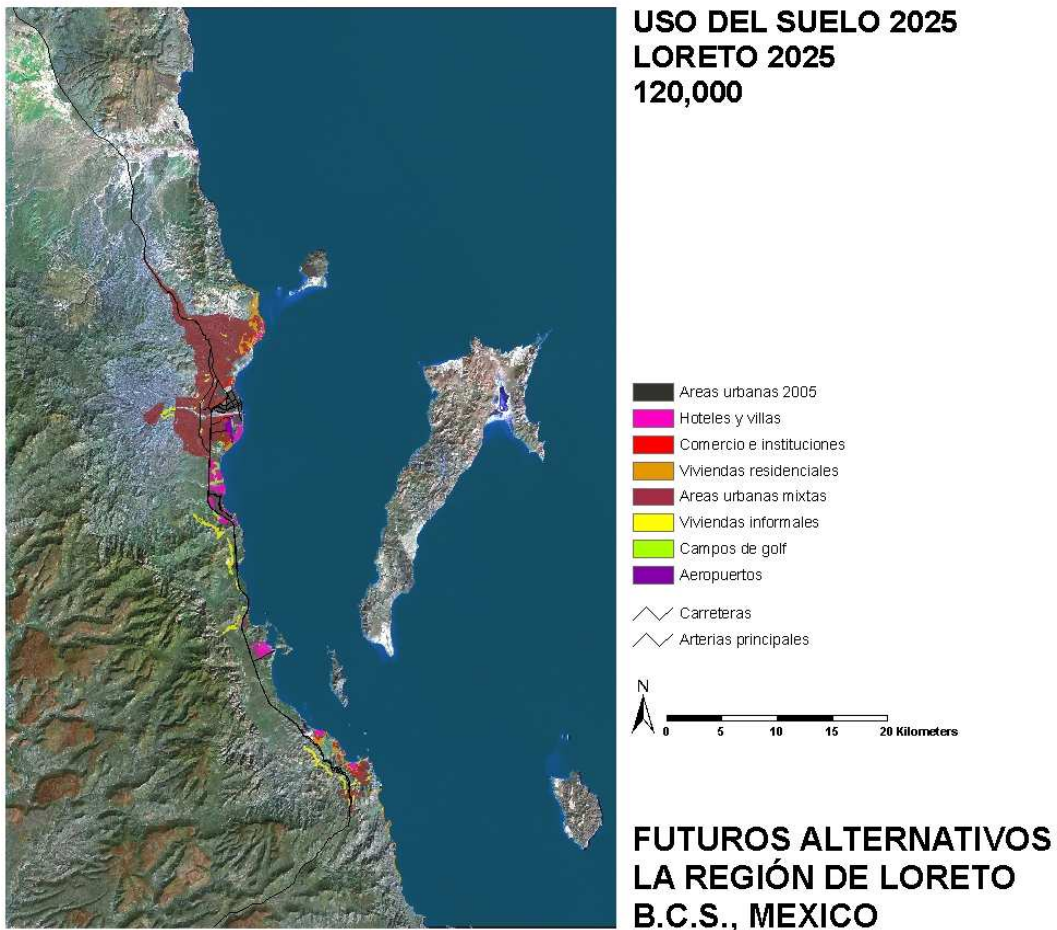 USO DEL SUELO 2025
LORETO 2025
120,000
Areas urbanas 2005
Hoteles y villas
Comercio e instituciones
Viviendas residenciales
Areas urbanas mixtas
Viviendas informales
Campos de golf
Aeropuertos
Carreteras
Arterias principales
N
0 5 10 15 20 Kilometers
FUTUROS ALTERNATIVOS
LA REGIÓN DE LORETO
B.C.S., MEXICO